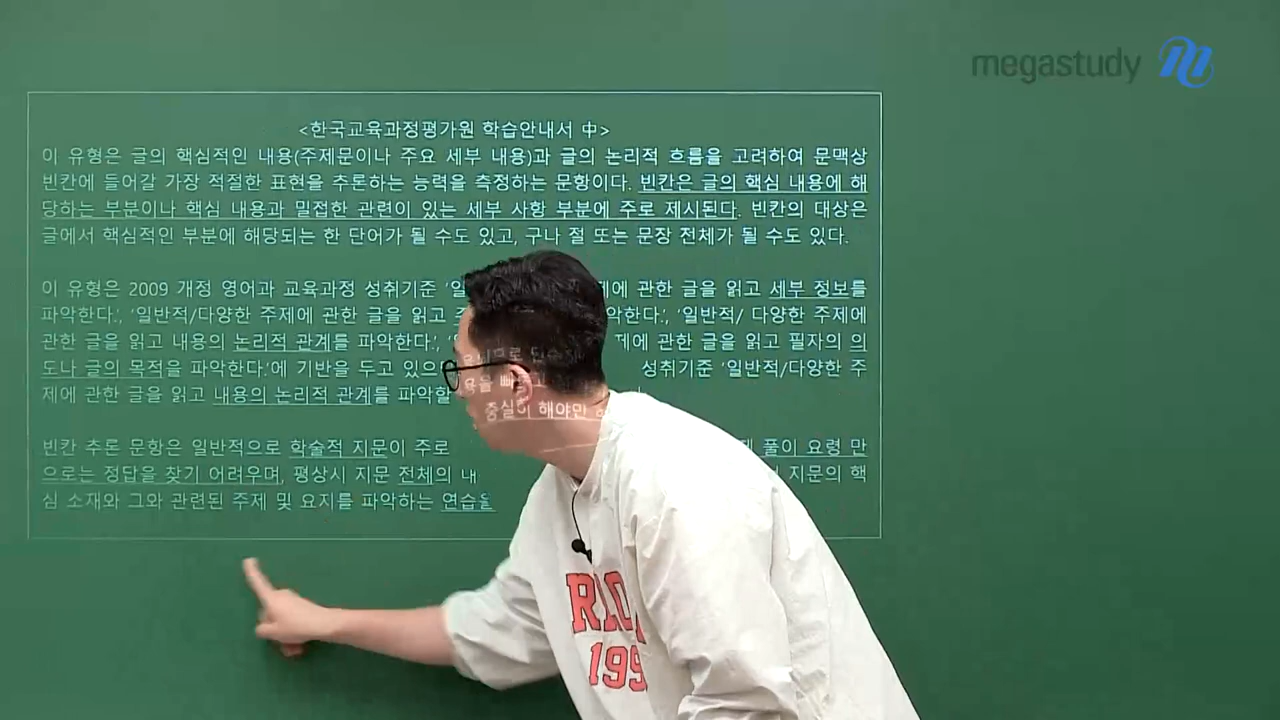 megastudy
<한국교육과정평가원 학습안내서 中>
이 유형은 글의 핵심적인 내용(주제문이나 주요 세부 내용)과 글의 논리적 흐름을 고려하여 문맥상
빈칸에 들어갈 가장 적절한 표현을 추론하는 능력을 측정하는 문항이다. 빈칸은 글의 핵심 내용에 해
당하는 부분이나 핵심 내용과 밀접한 관련이 있는 세부 사항 부분에 주로 제시된다. 빈칸의 대상은
글에서 핵심적인 부분에 해당되는 한 단어가 될 수도 있고, 구나 절 또는 문장 전체가 될 수도 있다.
이 유형은 2009 개정 영어과 교육과정 성취기준 에 관한 글을 읽고 세부 정보를
파악한다.’, ‘일반적/다양한 주제에 관한 글을 읽고 ‘일반적/ 다양한 주제에
관한 글을 읽고 내용의 논리적 관계를 파악한다.’, 에 관한 글을 읽고 필자의 의
도나 글의 목적을 파악한다.’에 기반을 두고 성취기준 ‘일반적/다양한 주
제에 관한 글을 읽고 내용의 논리적 관계를
빈칸 추론 문항은 일반적으로 학술적 지문이 주로 풀이 요령 만
으로는 정답을 찾기 어려우며, 평상시 지문 전체의 지문의 핵
심 소재와 그와 관련된 주제 및 요지를 파악하는 연습을
해야만
199